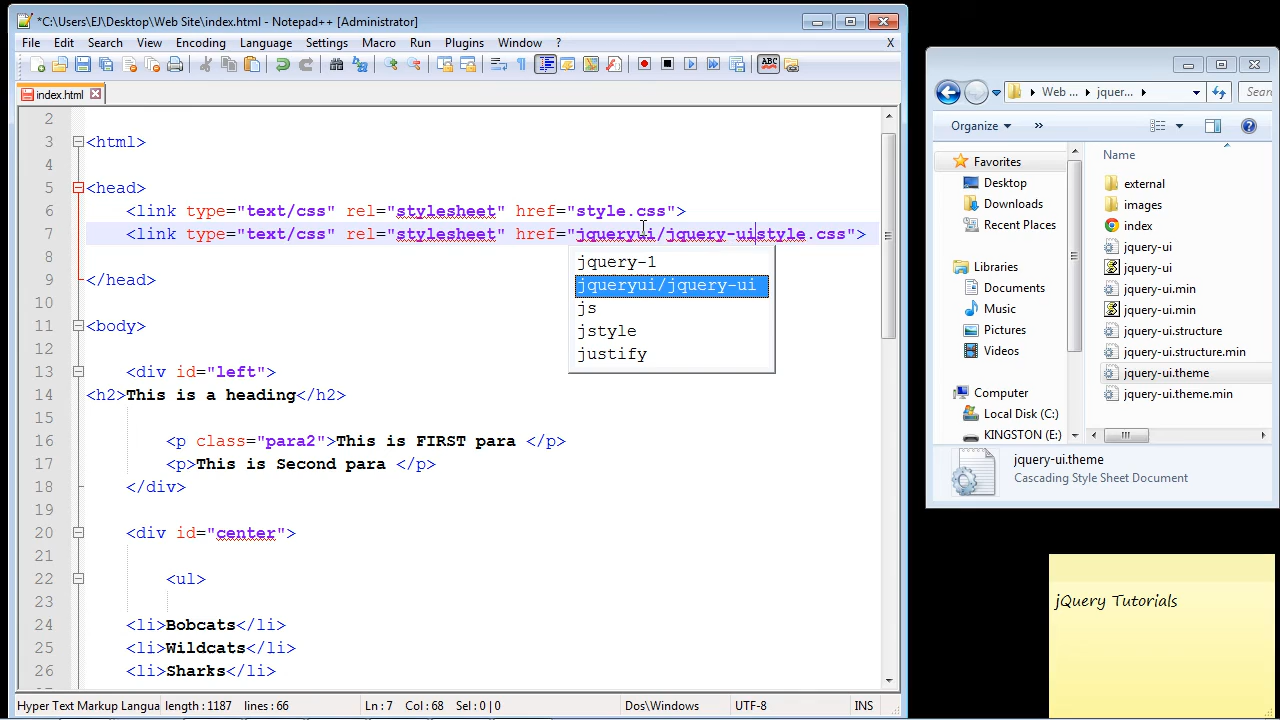 *C:\Users\EJ\Desktop\Web Site\index.html - Notepad++ [Administrator]
File Edit Search View Encoding Language Settings Macro Run Plugins Window ? X
ABC
index.html
2
3 <html>
4
5 <head>
6 <link type="text/css" rel="stylesheet" href="style.css">
7 <link type="text/css" rel="stylesheet" href="jqueryui/jquery-uistyle.css">
8
9 </head>
10
11 <body>
12
13 <div id="left">
14 <h2>This is a heading</h2>
15
16 <p class="para2">This is FIRST para </p>
17 <p>This is Second para </p>
18 </div>
19
20 <div id="center">
21
22 <ul>
23
24 <li>Bobcats</li>
25 <li>Wildcats</li>
26 <li>Sharks</li>
jquery-1
jqueryui/jquery-ui
js
jstyle
justify
Hyper Text Markup Langua length : 1187 lines : 66 Ln : 7 Col : 68 Sel : 0 | 0 Dos\Windows UTF-8 INS
Web ... jquer... Sear
Organize »
Favorites
Desktop
Downloads
Recent Places
Libraries
Documents
Music
Pictures
Videos
Computer
Local Disk (C:)
KINGSTON (E:)
Name
external
images
index
jquery-ui
jquery-ui
jquery-ui.min
jquery-ui.min
jquery-ui.structure
jquery-ui.structure.min
jquery-ui.theme
jquery-ui.theme.min
jquery-ui.theme
Cascading Style Sheet Document
jQuery Tutorials